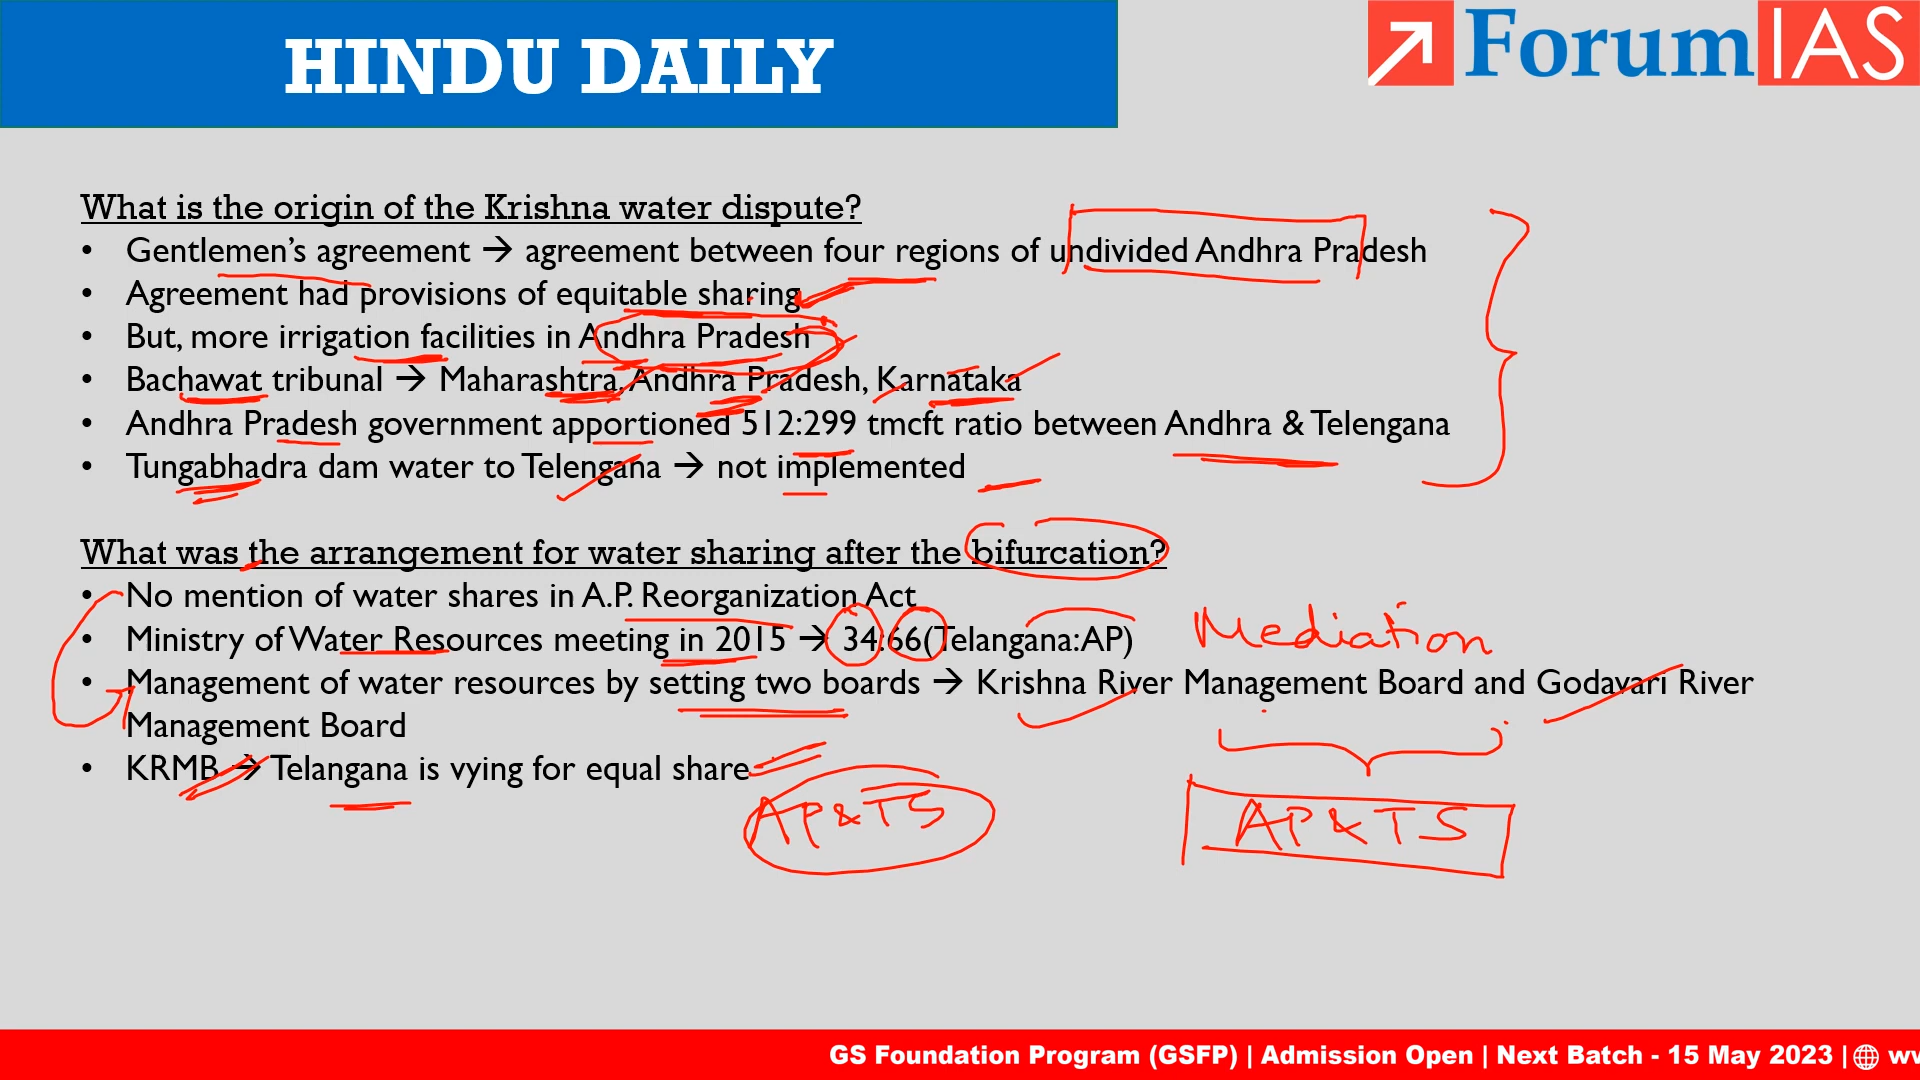 HINDU DAILY
Forum IAS
What is the origin of the Krishna water dispute?
• Gentlemen’s agreement → agreement between four regions of undivided Andhra Pradesh
• Agreement had provisions of equitable sharing
• But, more irrigation facilities in Andhra Pradesh
• Bachawat tribunal → Maharashtra, Andhra Pradesh, Karnataka
• Andhra Pradesh government apportioned 512:299 tmcft ratio between Andhra & Telengana
• Tungabhadra dam water to Telengana → not implemented
What was the arrangement for water sharing after the bifurcation?
• No mention of water shares in A.P. Reorganization Act
• Ministry of Water Resources meeting in 2015 → 34:66(Telangana:AP)
Mediation
• Management of water resources by setting two boards → Krishna River Management Board and Godavari River
Management Board
• KRMB → Telangana is vying for equal share
AP&TS
AP&TS
GS Foundation Program (GSFP) | Admission Open | Next Batch - 15 May 2023 | ww